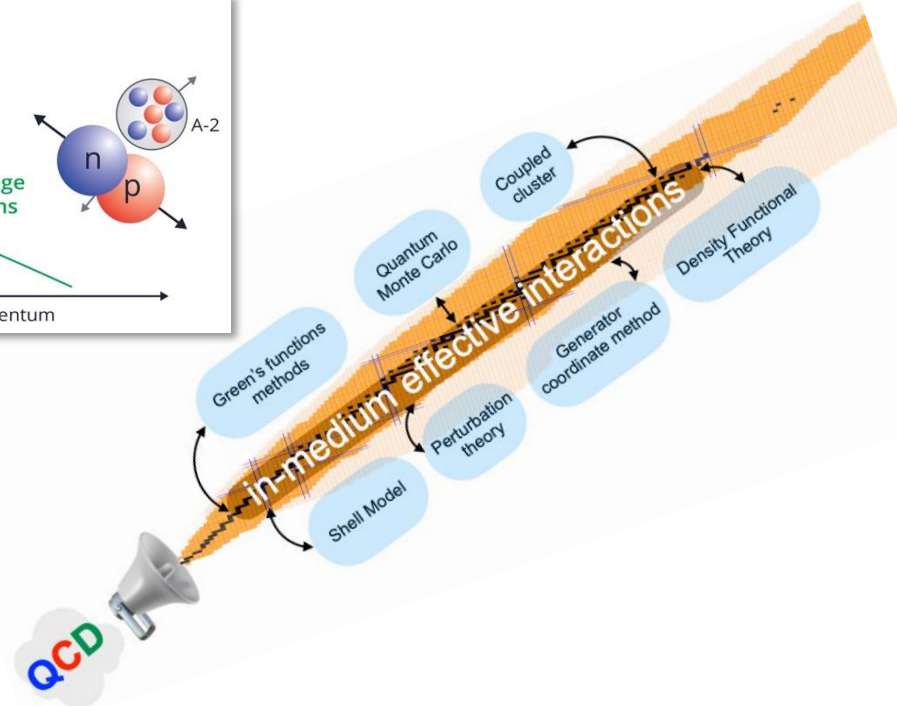 n
p
A-2
ge
ns
entum
Coupled
cluster
Quantum
Monte Carlo
Density Functional
Theory
Green's functions
methods
Generator
coordinate method
in-medium effective interactions
Perturbation
theory
Shell Model
QCD